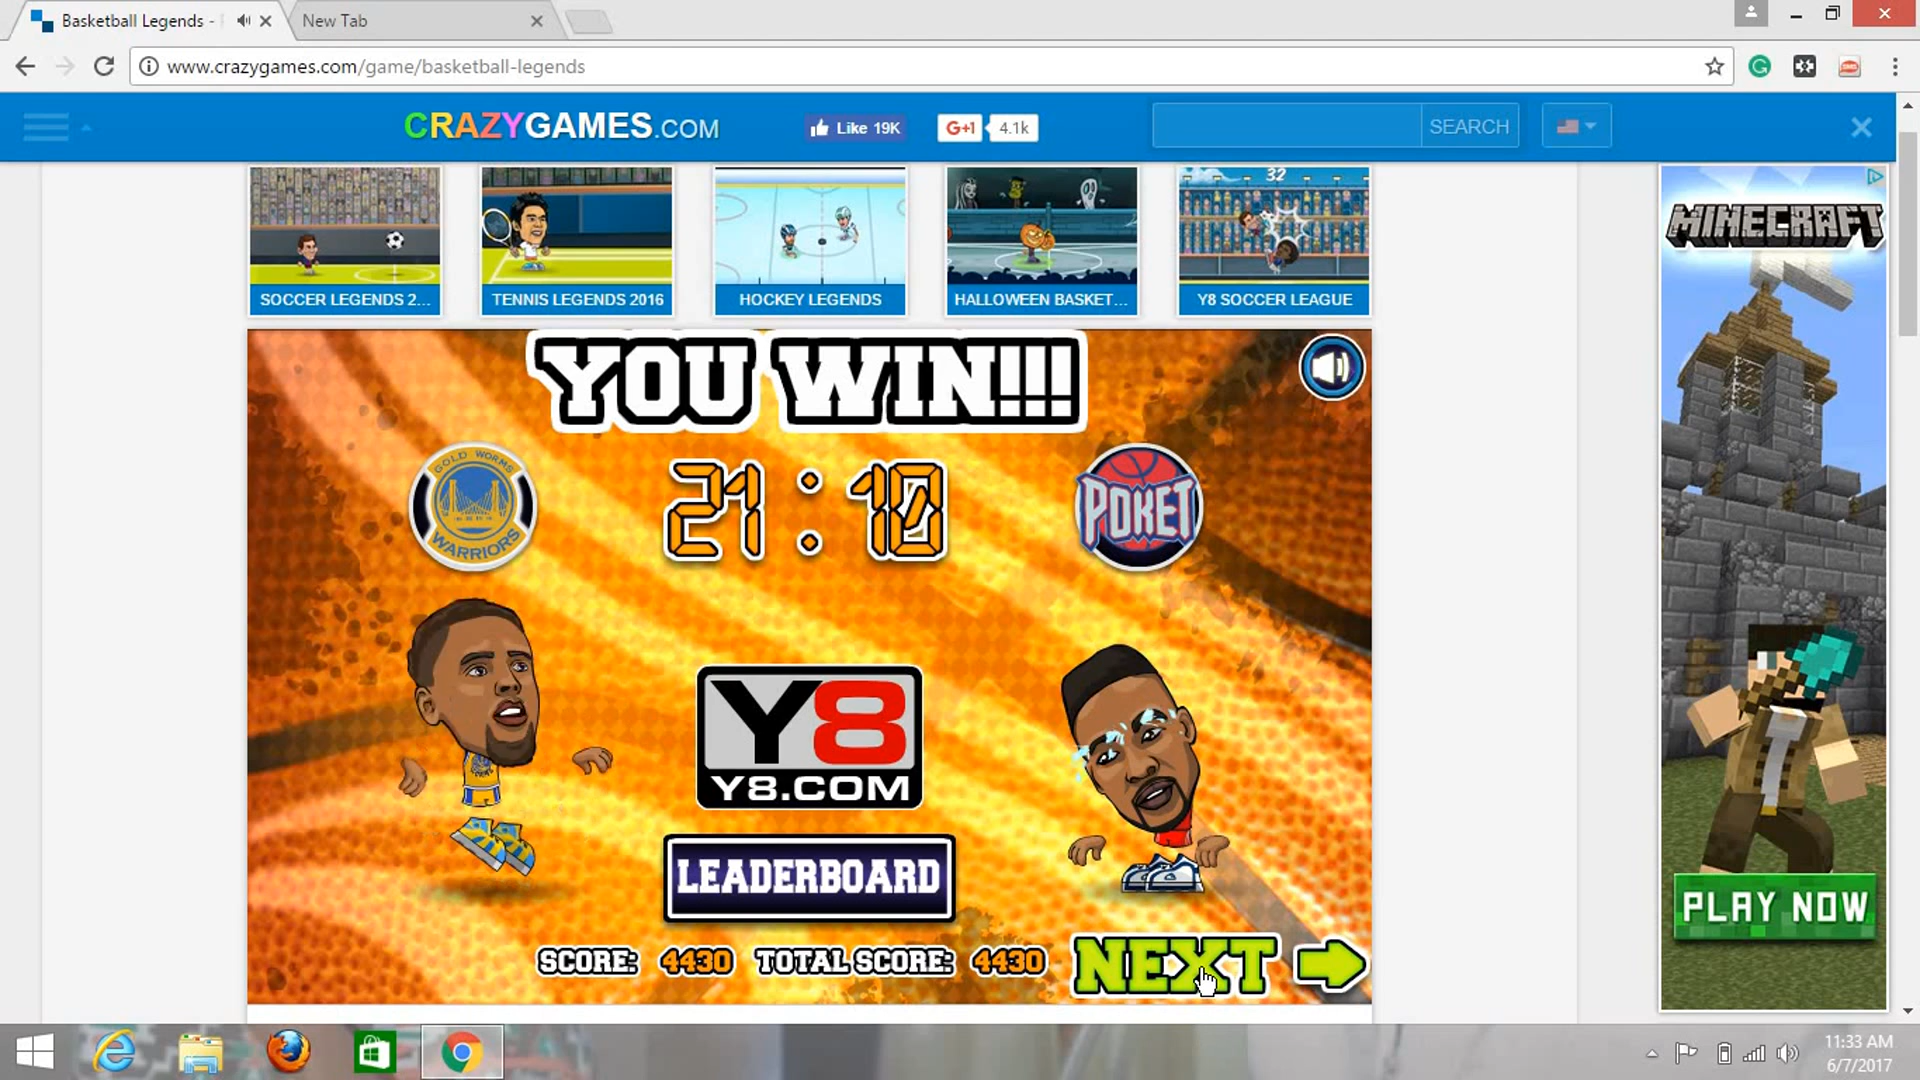 Basketball Legends -
New Tab
www.crazygames.com/game/basketball-legends
CRAZYGAMES.COM
Like 19K
G+1
4.1k
SEARCH
SOCCER LEGENDS 2...
TENNIS LEGENDS 2016
32
HOCKEY LEGENDS
HALLOWEEN BASKET...
Y8 SOCCER LEAGUE
MINECRAFT
YOU WIN!!!
GOLD WORMS
WARRIORS
21 : 10
POKET
Y8
Y8.COM
LEADERBOARD
SCORE: 4430 TOTAL SCORE: 4430 NEXT
PLAY NOW
11:33 AM
6/7/2017